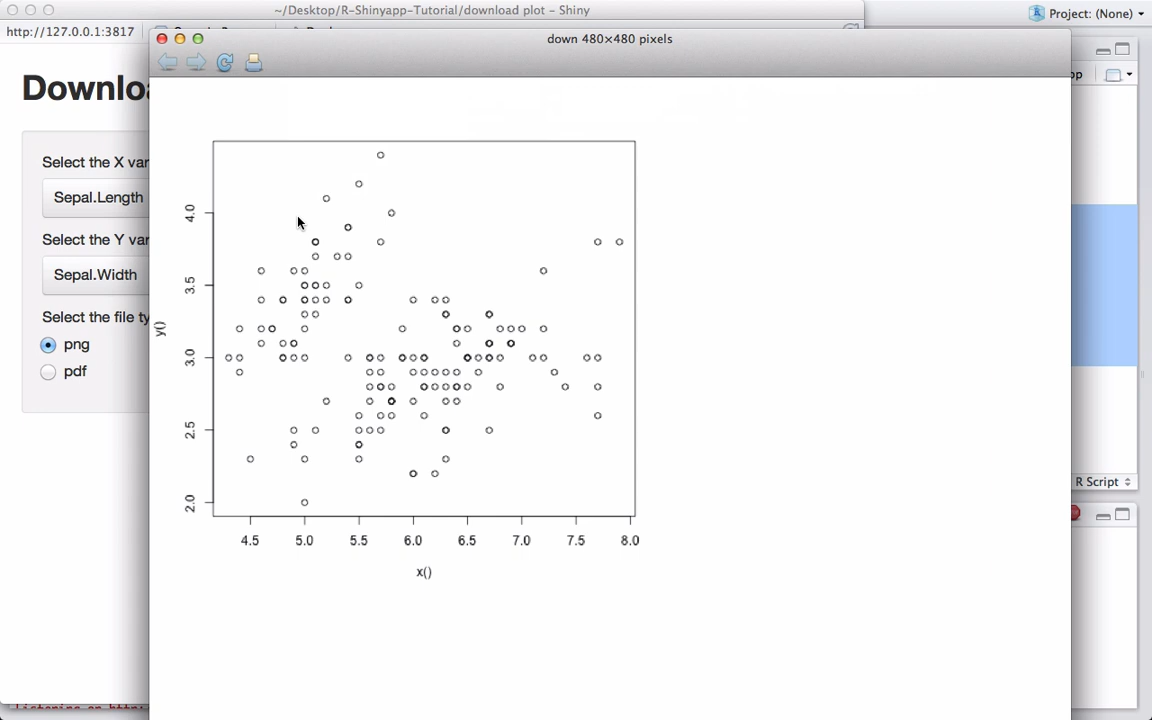 ~/Desktop/R-Shinyapp-Tutorial/download plot - Shiny
Project: (None)
http://127.0.0.1:3817
down 480×480 pixels
Select the X var
Sepal.Length
Select the Y var
Sepal.Width
Select the file ty
png
pdf
y()
4.0
3.5
3.0
2.5
2.0
4.5 5.0 5.5 6.0 6.5 7.0 7.5 8.0
x()
R Script